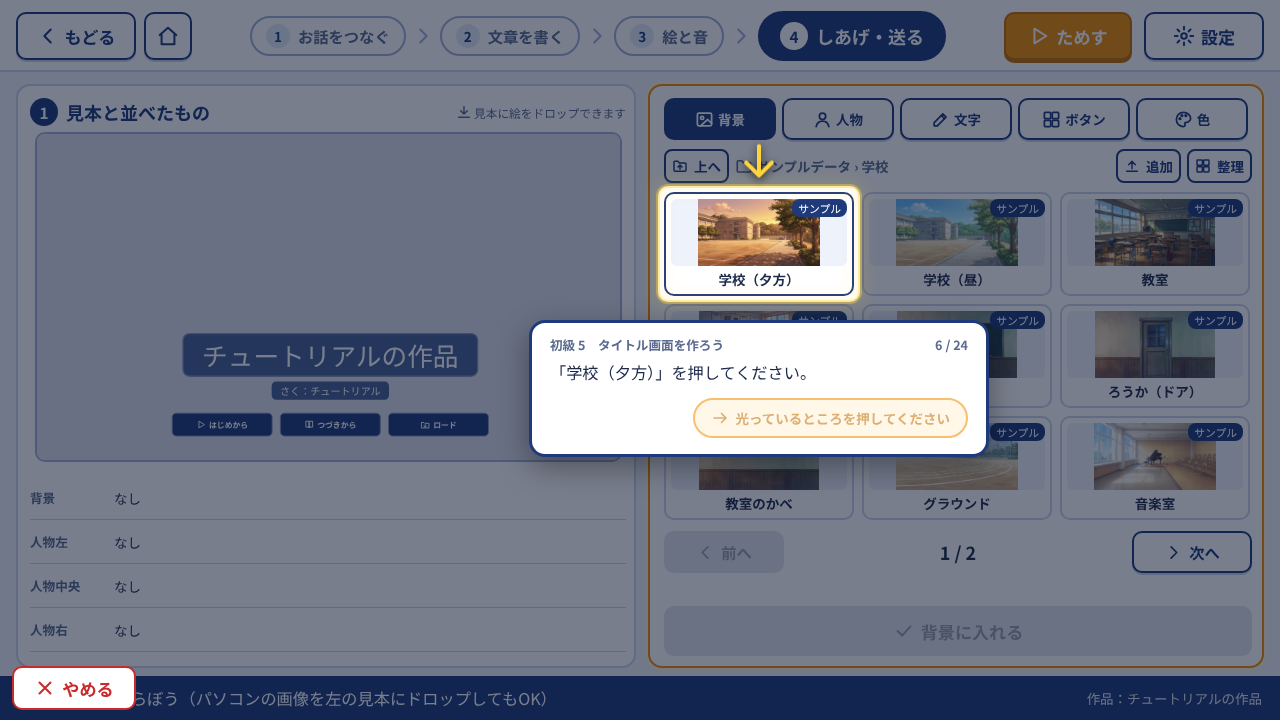 もどる
1 お話をつなぐ
2 文章を書く
3 絵と音
4 しあげ・送る
ためす
設定
1 見本と並べたもの
見本に絵をドロップできます
チュートリアルの作品
さく：チュートリアル
はじめから
つづきから
ロード
背景 なし
人物左 なし
人物中央 なし
人物右 なし
背景
人物
文字
ボタン
色
上へ
ンプルデータ › 学校
追加
整理
サンプル
学校（夕方）
サンプル
学校（昼）
サンプル
教室
サンプル
サンプル
ろうか（ドア）
教室のかべ
サンプル
グラウンド
サンプル
音楽室
初級 5 タイトル画面を作ろう
6 / 24
「学校（夕方）」を押してください。
光っているところを押してください
前へ
1 / 2
次へ
背景に入れる
やめる
らぼう（パソコンの画像を左の見本にドロップしてもOK）
作品：チュートリアルの作品